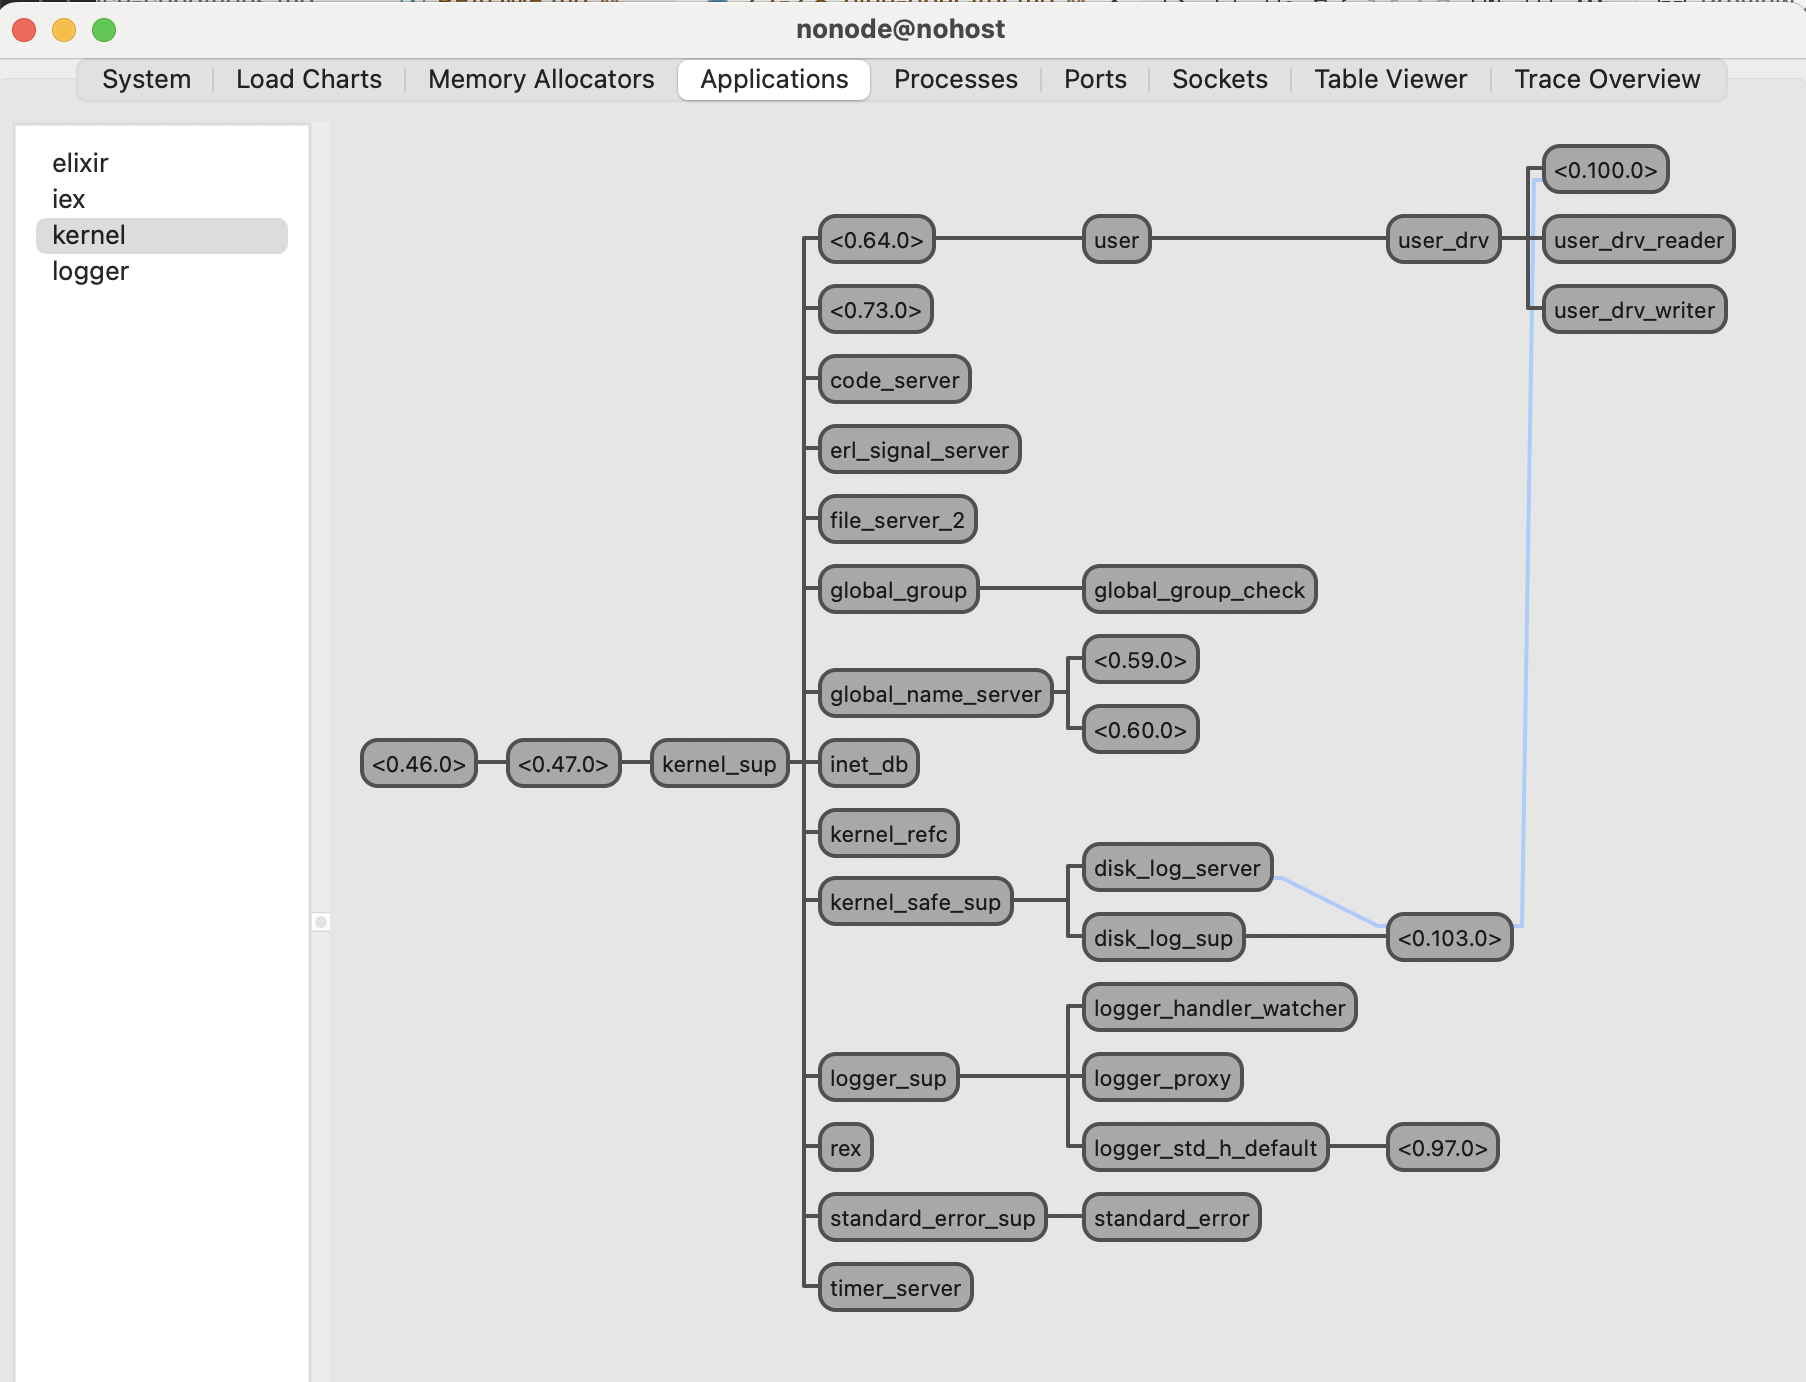 nonode@nohost
System
Load Charts
Memory Allocators
Applications
Processes
Ports
Sockets
Table Viewer
Trace Overview
elixir
iex
kernel
logger
<0.100.0>
<0.64.0>
user
user_drv
user_drv_reader
<0.73.0>
user_drv_writer
code_server
erl_signal_server
file_server_2
global_group
global_group_check
<0.59.0>
global_name_server
<0.60.0>
<0.46.0>
<0.47.0>
kernel_sup
inet_db
kernel_refc
disk_log_server
kernel_safe_sup
disk_log_sup
<0.103.0>
logger_handler_watcher
logger_sup
logger_proxy
rex
logger_std_h_default
<0.97.0>
standard_error_sup
standard_error
timer_server